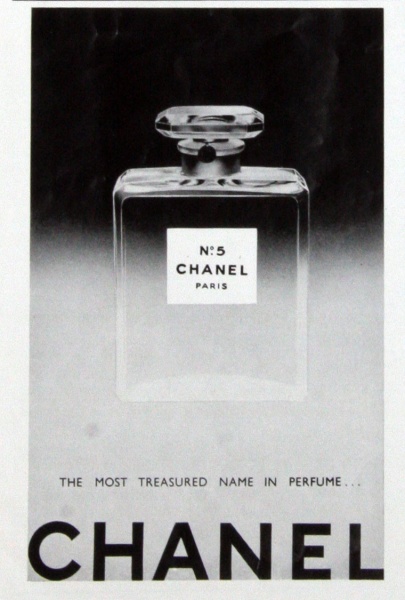 Nº5
CHANEL
PARIS
THE MOST TREASURED NAME IN PERFUME...
CHANEL